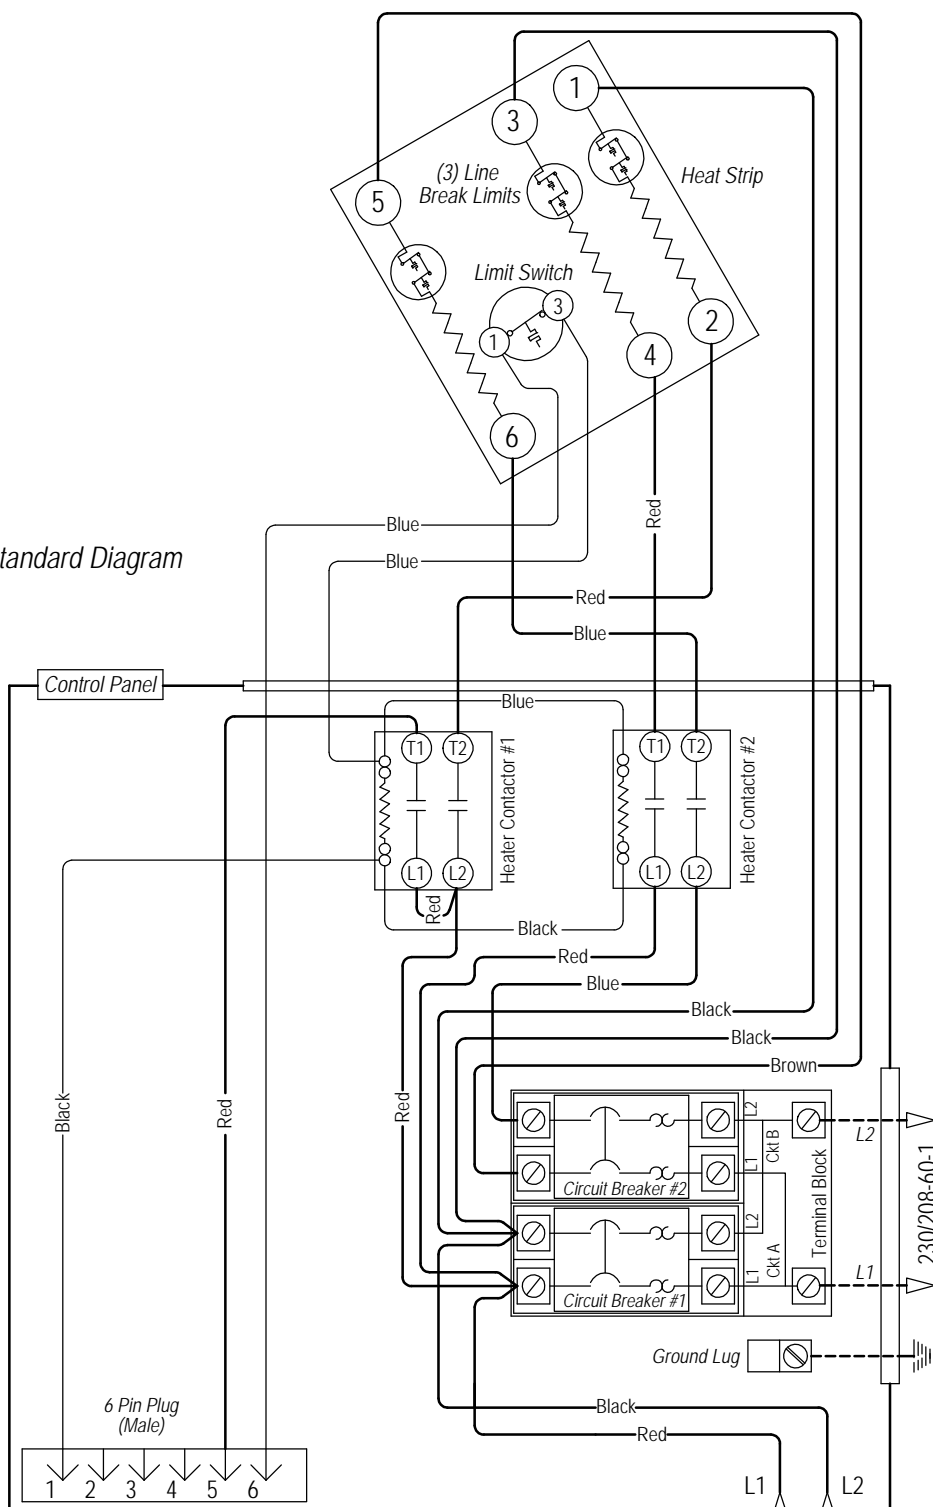 5
3
1
(3) Line
Break Limits
Heat Strip
Limit Switch
3
1
2
4
6
Blue
Red
tandard Diagram
Blue
Red
Blue
Control Panel
Blue
T1
T2
Heater Contactor #1
T1
T2
Heater Contactor #2
L1
L2
L1
L2
Red
Black
Red
Blue
Black
Black
Brown
Black
Red
Red
L2
Ckt B
L1
Circuit Breaker #2
L2
Ckt A
L1
Circuit Breaker #1
Terminal Block
L2
L1
230/208-60-1
Ground Lug
Black
Red
6 Pin Plug
(Male)
1 2 3 4 5 6
L1 L2